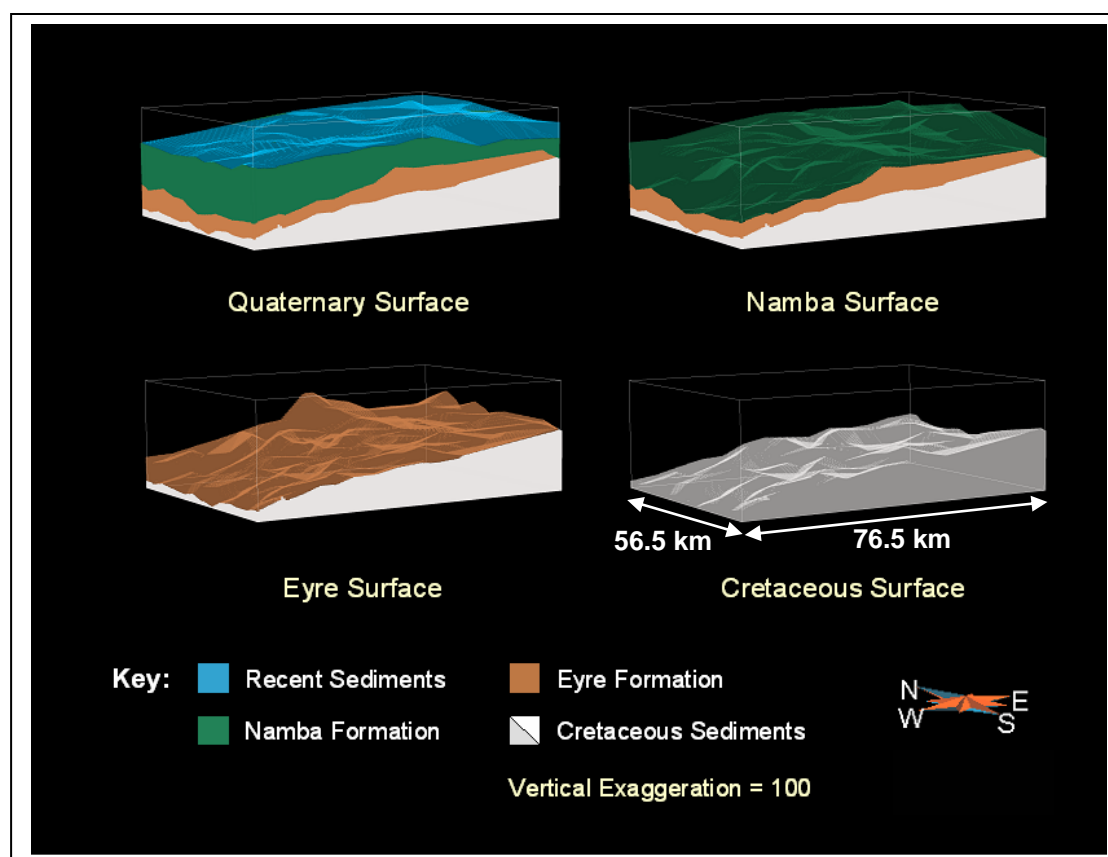 Quaternary Surface
Namba Surface
56.5 km
76.5 km
Eyre Surface
Cretaceous Surface
Key:
Recent Sediments
Eyre Formation
Namba Formation
Cretaceous Sediments
N
E
W
S
Vertical Exaggeration = 100